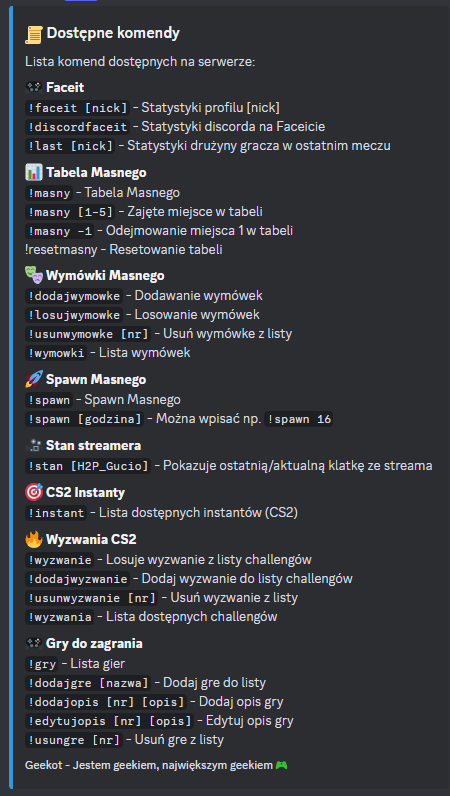 Dostępne komendy
Lista komend dostępnych na serwerze:
Faceit
!faceit [nick] - Statystyki profilu [nick]
!discordfaceit - Statystyki discorda na Faceicie
!last [nick] - Statystyki drużyny gracza w ostatnim meczu
Tabela Masnego
!masny - Tabela Masnego
!masny [1-5] - Zajęte miejsce w tabeli
!masny -1 - Odejmowanie miejsca 1 w tabeli
!resetmasny - Resetowanie tabeli
Wymówki Masnego
!dodajwymowke - Dodawanie wymówek
!losujwymowke - Losowanie wymówek
!usunwymowke [nr] - Usuń wymówke z listy
!wymowki - Lista wymówek
Spawn Masnego
!spawn - Spawn Masnego
!spawn [godzina] - Można wpisać np. !spawn 16
Stan streamera
!stan [H2P_Gucio] - Pokazuje ostatnią/aktualną klatkę ze streama
CS2 Instanty
!instant - Lista dostępnych instantów (CS2)
Wyzwania CS2
!wyzwanie - Losuje wyzwanie z listy challengów
!dodajwyzwanie - Dodaj wyzwanie do listy challengów
!usunwyzwanie [nr] - Usuń wyzwanie z listy
!wyzwania - Lista dostępnych challengów
Gry do zagrania
!gry - Lista gier
!dodajgre [nazwa] - Dodaj gre do listy
!dodajopis [nr] [opis] - Dodaj opis gry
!edytujopis [nr] [opis] - Edytuj opis gry
!usungre [nr] - Usuń gre z listy
Geekot - Jestem geekiem, największym geekiem